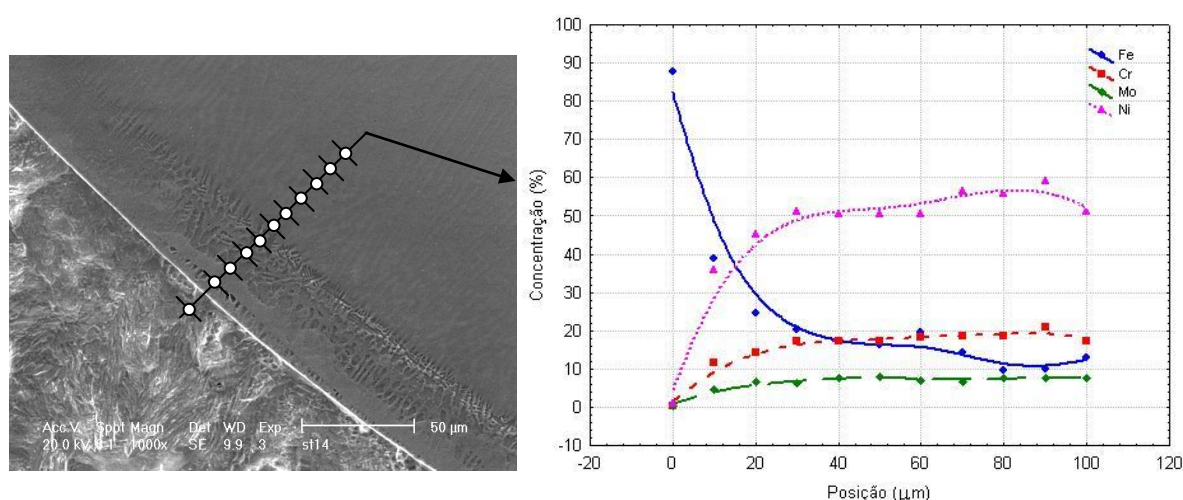 Acc.V Spot Magn Det WD Exp 50 µm
20.0 kV 1000x SE 9.9 3 st14
100
90
80
70
60
50
40
30
20
10
0
-10
Concentração (%)
Fe
Cr
Mo
Ni
-20 0 20 40 60 80 100 120
Posição (µm)